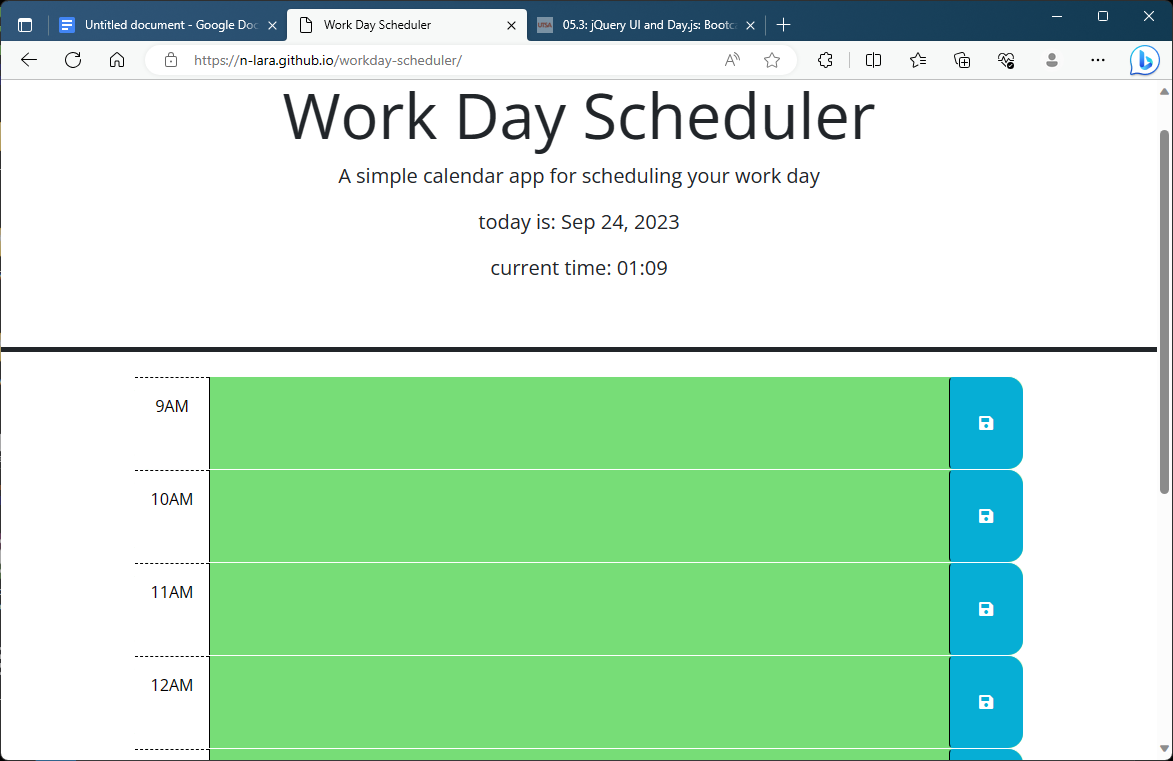 Untitled document - Google Doc
Work Day Scheduler
UTSA
05.3: jQuery UI and Day.js: Bootca
https://n-lara.github.io/workday-scheduler/
Work Day Scheduler
A simple calendar app for scheduling your work day
today is: Sep 24, 2023
current time: 01:09
9AM
10AM
11AM
12AM